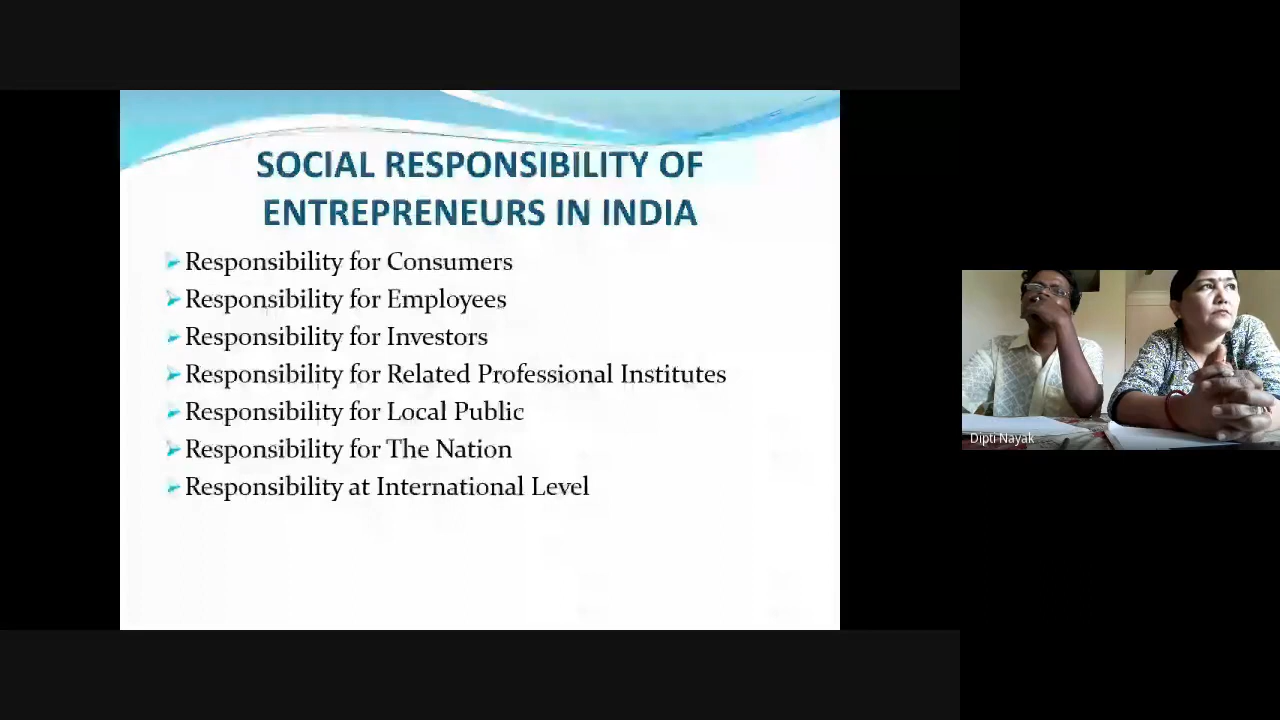 SOCIAL RESPONSIBILITY OF
ENTREPRENEURS IN INDIA
Responsibility for Consumers
Responsibility for Employees
Responsibility for Investors
Responsibility for Related Professional Institutes
Responsibility for Local Public
Responsibility for The Nation
Responsibility at International Level
Dipti Nayak